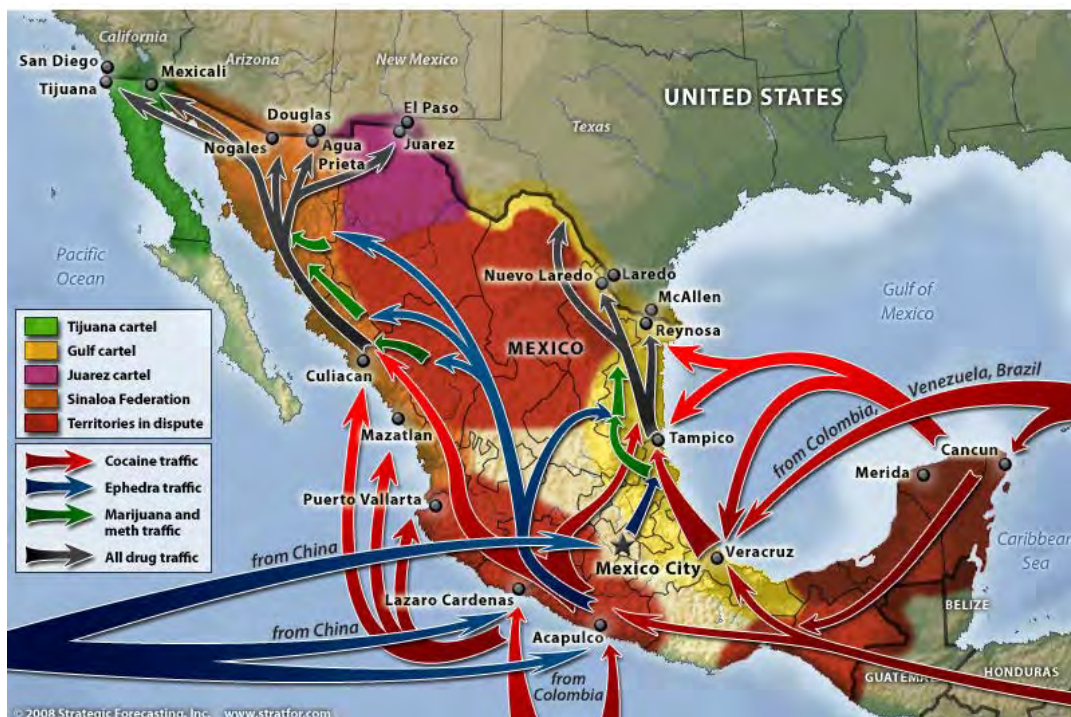 California
San Diego
Tijuana
Mexicali
Arizona
New Mexico
Douglas
El Paso
Nogales
Agua
Prieta
Juarez
Texas
UNITED STATES
Pacific
Ocean
Nuevo Laredo
Laredo
McAllen
Reynosa
Gulf of
Mexico
MEXICO
Tijuana cartel
Gulf cartel
Juarez cartel
Sinaloa Federation
Territories in dispute
Cocaine traffic
Ephedra traffic
Marijuana and
meth traffic
All drug traffic
Culiacan
Mazatlan
Puerto Vallarta
Tampico
from Colombia, Venezuela, Brazil
Cancun
Merida
from China
Mexico City
Veracruz
Caribbean
Sea
Lazaro Cardenas
from China
Acapulco
from
Colombia
BELIZE
GUATEMALA
HONDURAS
© 2008 Strategic Forecasting, Inc. www.stratfor.com